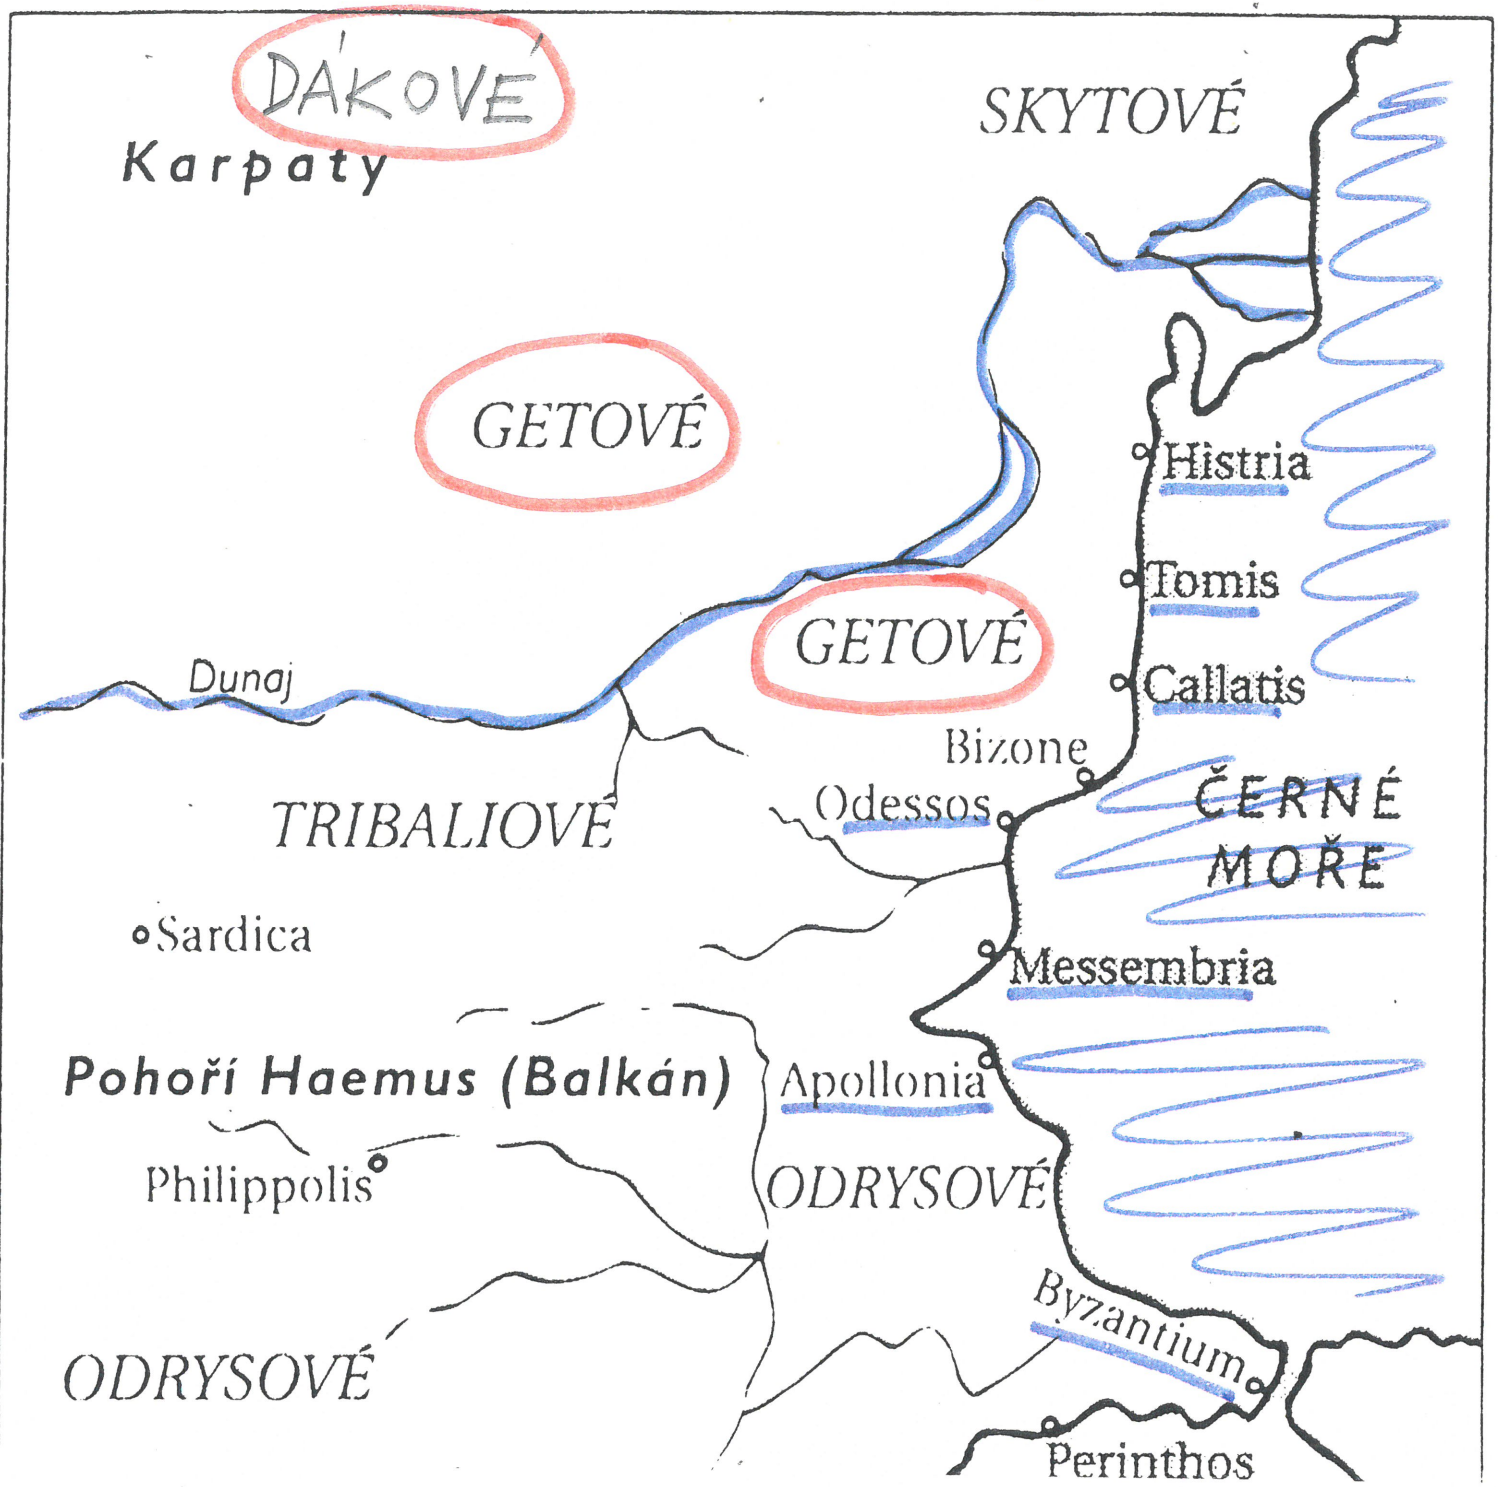 DÁKOVÉ
SKYTOVÉ
Karpaty
GETOVÉ
Histria
Tomis
GETOVÉ
Dunaj
Callatis
Bizone
Odessos
ČERNÉ
MOŘE
TRIBALIOVÉ
Sardica
Messembria
Pohoří Haemus (Balkán)
Apollonia
Philippolis
ODRYSOVÉ
Byzantium
ODRYSOVÉ
Perinthos